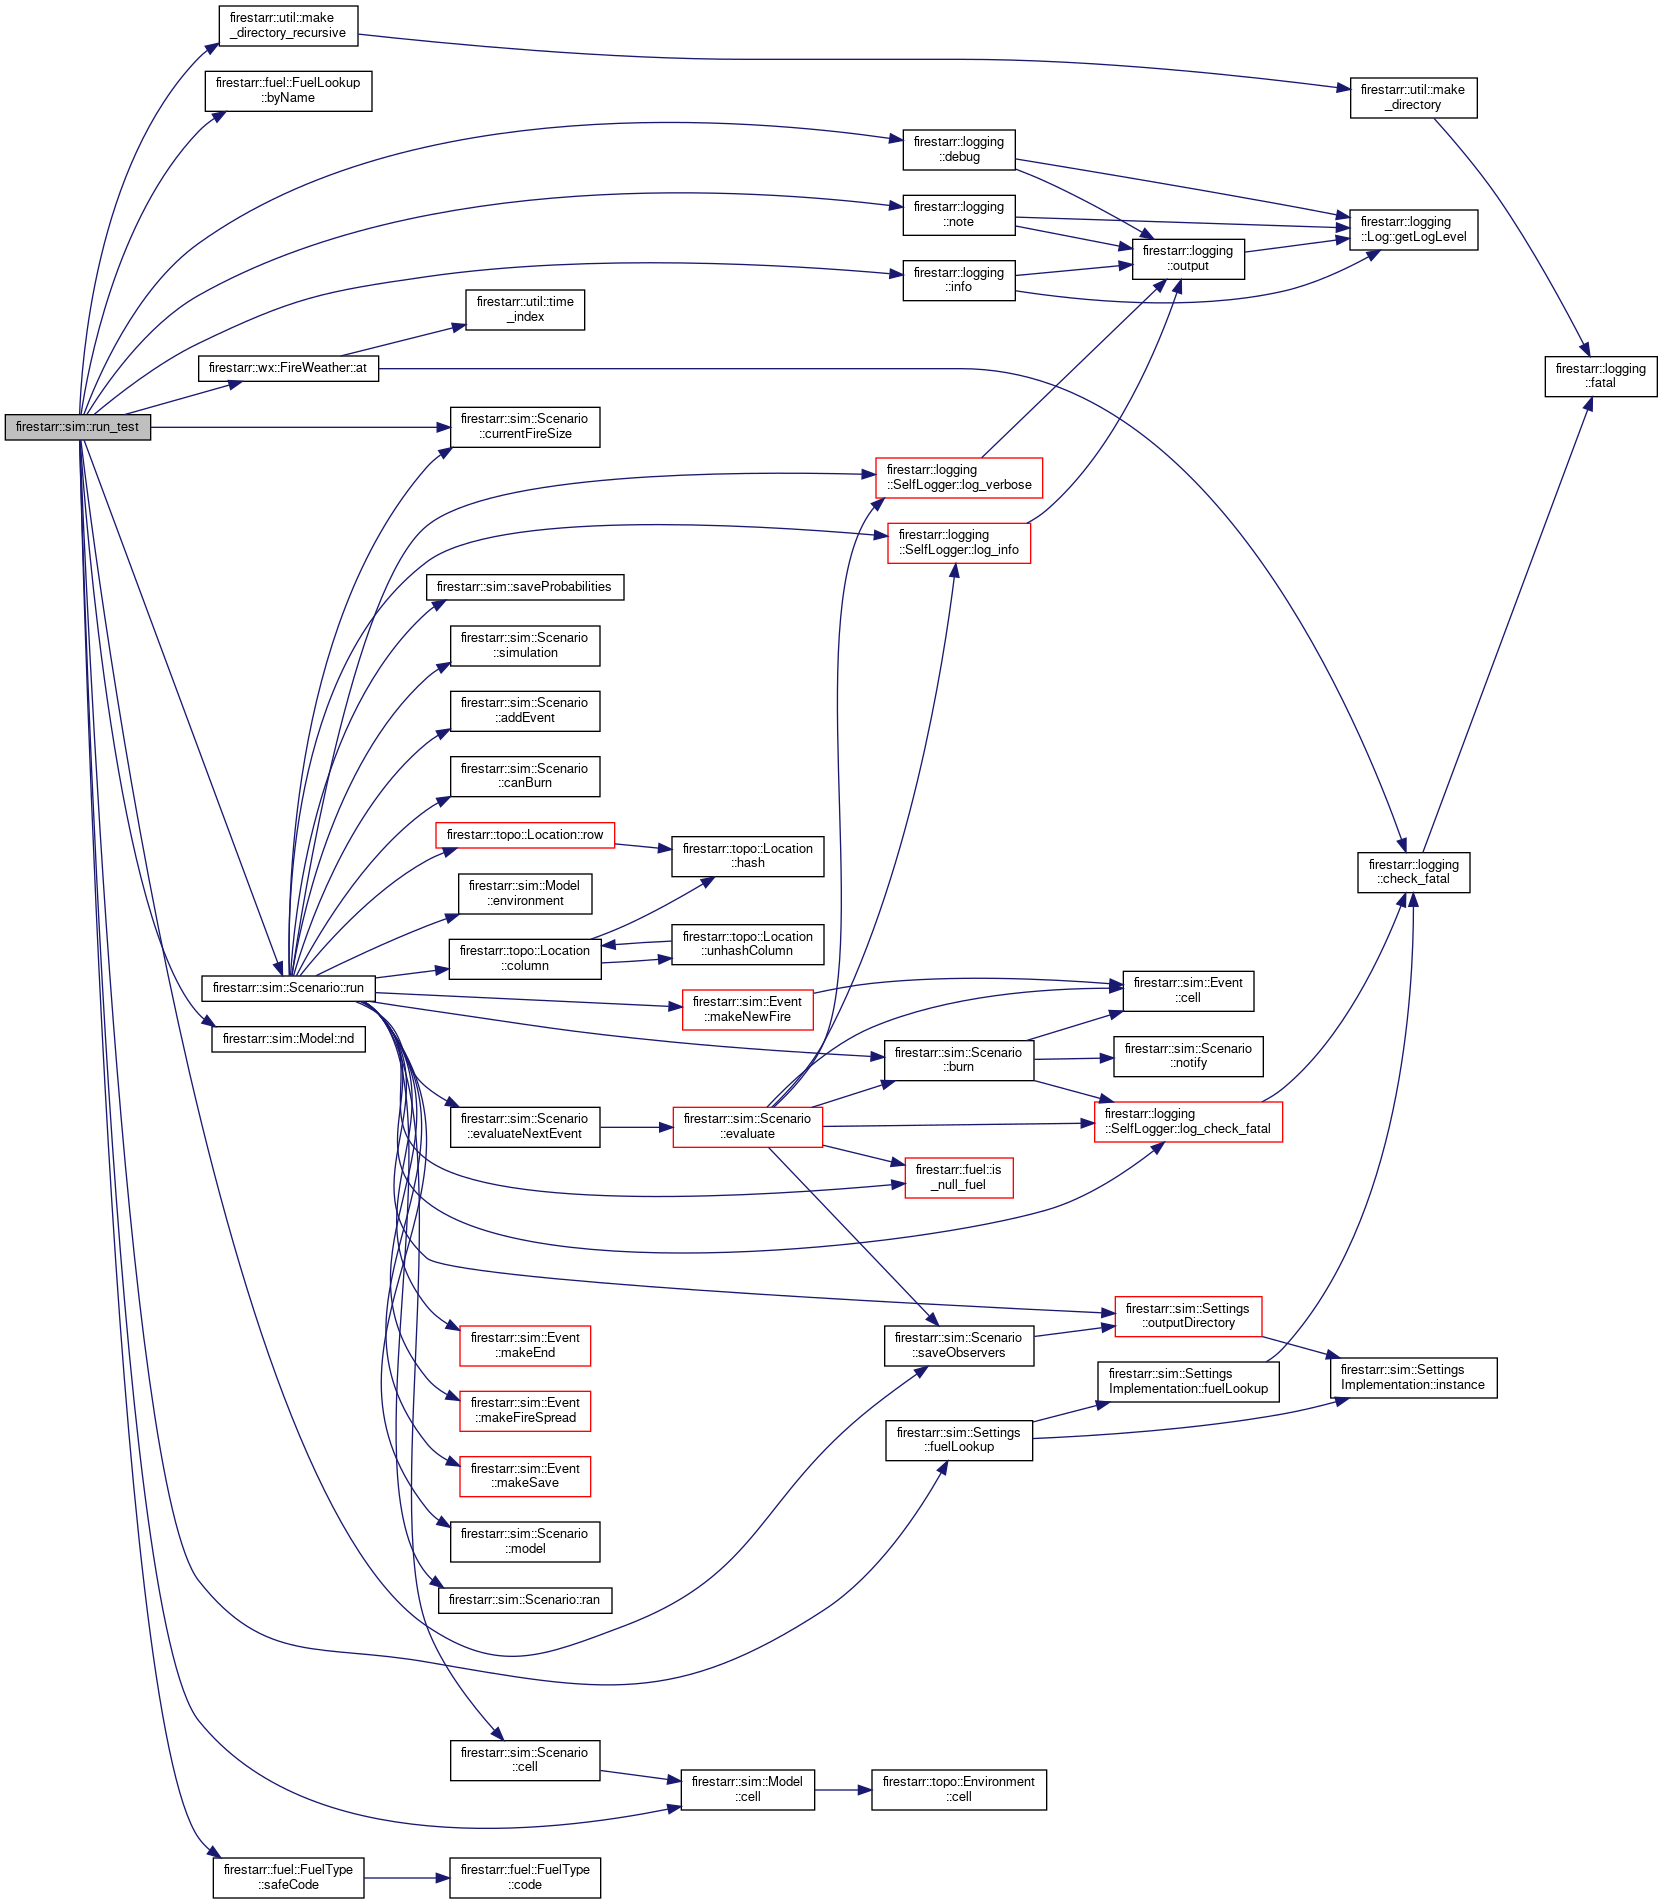 firestarr::util::make
_directory_recursive
firestarr::fuel::FuelLookup
::byName
firestarr::util::make
_directory
firestarr::logging
::debug
firestarr::logging
::note
firestarr::logging
::Log::getLogLevel
firestarr::logging
::output
firestarr::logging
::info
firestarr::util::time
_index
firestarr::wx::FireWeather::at
firestarr::logging
::fatal
firestarr::sim::run_test
firestarr::sim::Scenario
::currentFireSize
firestarr::logging
::SelfLogger::log_verbose
firestarr::logging
::SelfLogger::log_info
firestarr::sim::saveProbabilities
firestarr::sim::Scenario
::simulation
firestarr::sim::Scenario
::addEvent
firestarr::sim::Scenario
::canBurn
firestarr::topo::Location::row
firestarr::topo::Location
::hash
firestarr::logging
::check_fatal
firestarr::sim::Model
::environment
firestarr::topo::Location
::column
firestarr::topo::Location
::unhashColumn
firestarr::sim::Scenario::run
firestarr::sim::Event
::makeNewFire
firestarr::sim::Event
::cell
firestarr::sim::Model::nd
firestarr::sim::Scenario
::burn
firestarr::sim::Scenario
::notify
firestarr::sim::Scenario
::evaluateNextEvent
firestarr::sim::Scenario
::evaluate
firestarr::logging
::SelfLogger::log_check_fatal
firestarr::fuel::is
_null_fuel
firestarr::sim::Settings
::outputDirectory
firestarr::sim::Event
::makeEnd
firestarr::sim::Scenario
::saveObservers
firestarr::sim::Settings
Implementation::fuelLookup
firestarr::sim::Settings
Implementation::instance
firestarr::sim::Event
::makeFireSpread
firestarr::sim::Settings
::fuelLookup
firestarr::sim::Event
::makeSave
firestarr::sim::Scenario
::model
firestarr::sim::Scenario::ran
firestarr::sim::Scenario
::cell
firestarr::sim::Model
::cell
firestarr::topo::Environment
::cell
firestarr::fuel::FuelType
::safeCode
firestarr::fuel::FuelType
::code